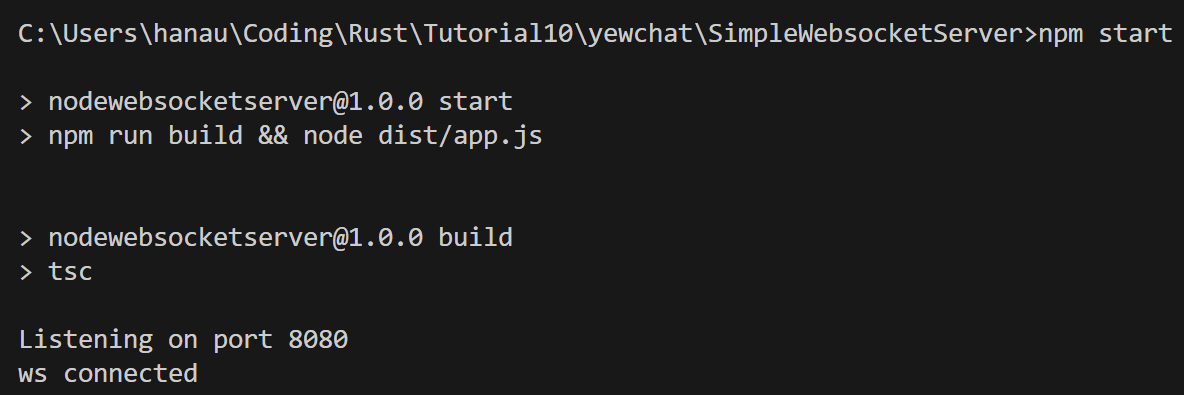 C:\Users\hanau\Coding\Rust\Tutorial10\yewchat\SimpleWebsocketServer>npm start
> nodewebsocketserver@1.0.0 start
> npm run build && node dist/app.js
> nodewebsocketserver@1.0.0 build
> tsc
Listening on port 8080
ws connected